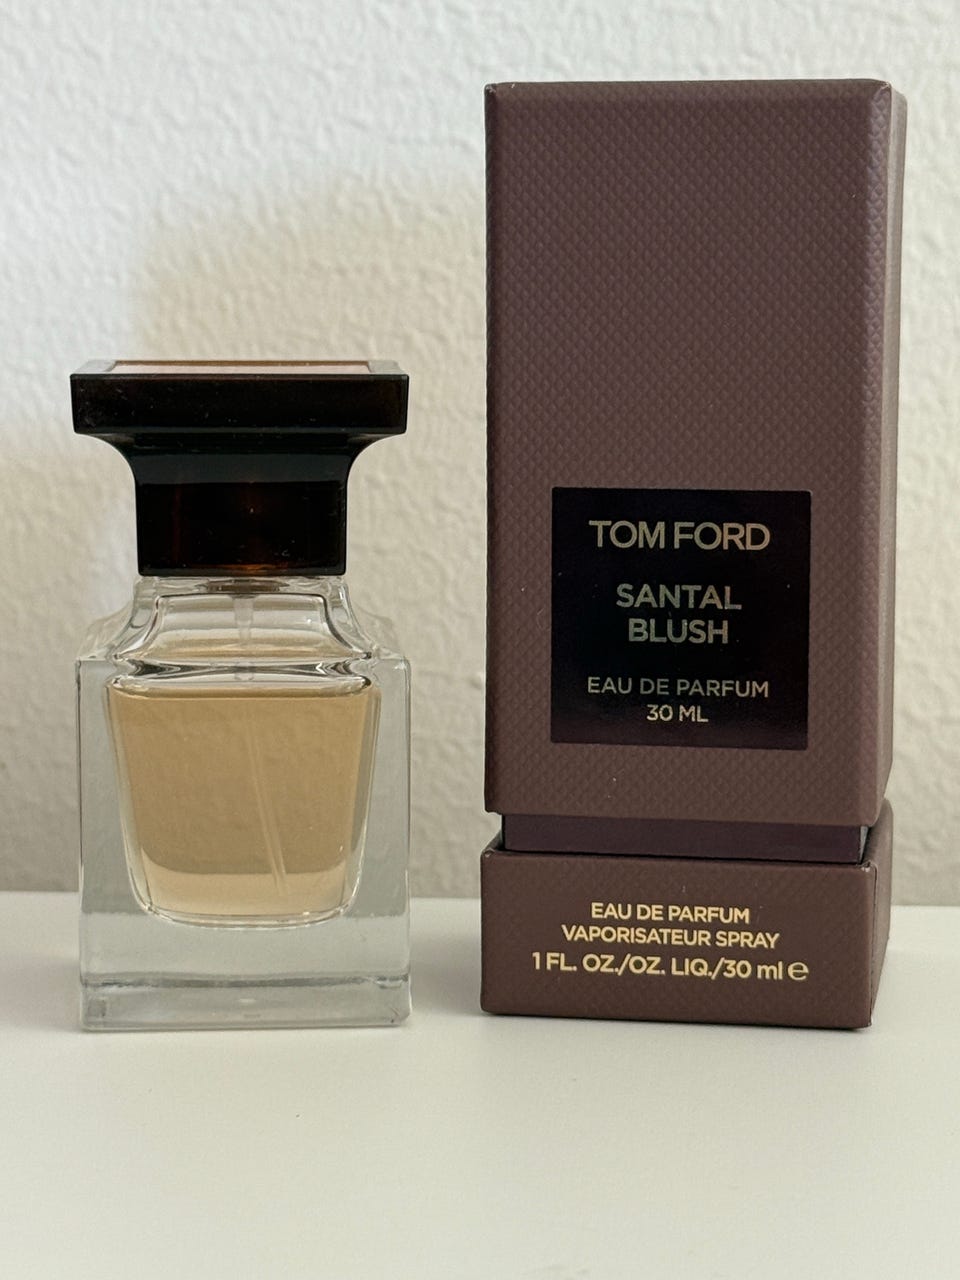 TOM FORD
SANTAL
BLUSH
EAU DE PARFUM
30 ML
EAU DE PARFUM
VAPORISATEUR SPRAY
1 FL. OZ./OZ. LIQ./30 ml ℮